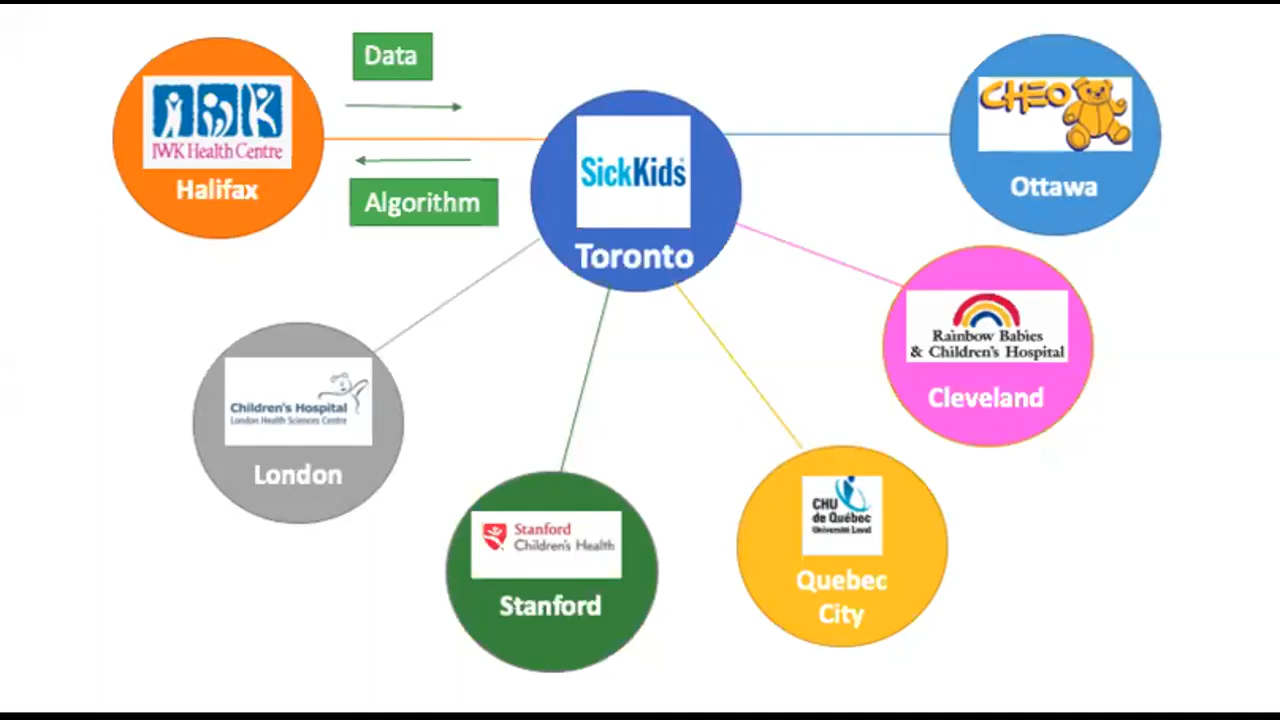 Data
IWK Health Centre
Halifax
Algorithm
SickKids
Toronto
CHEO
Ottawa
Rainbow Babies
& Children's Hospital
Cleveland
Children's Hospital
London Health Sciences Centre
London
Stanford
Children's Health
Stanford
CHU
de Québec
Université Laval
Quebec
City